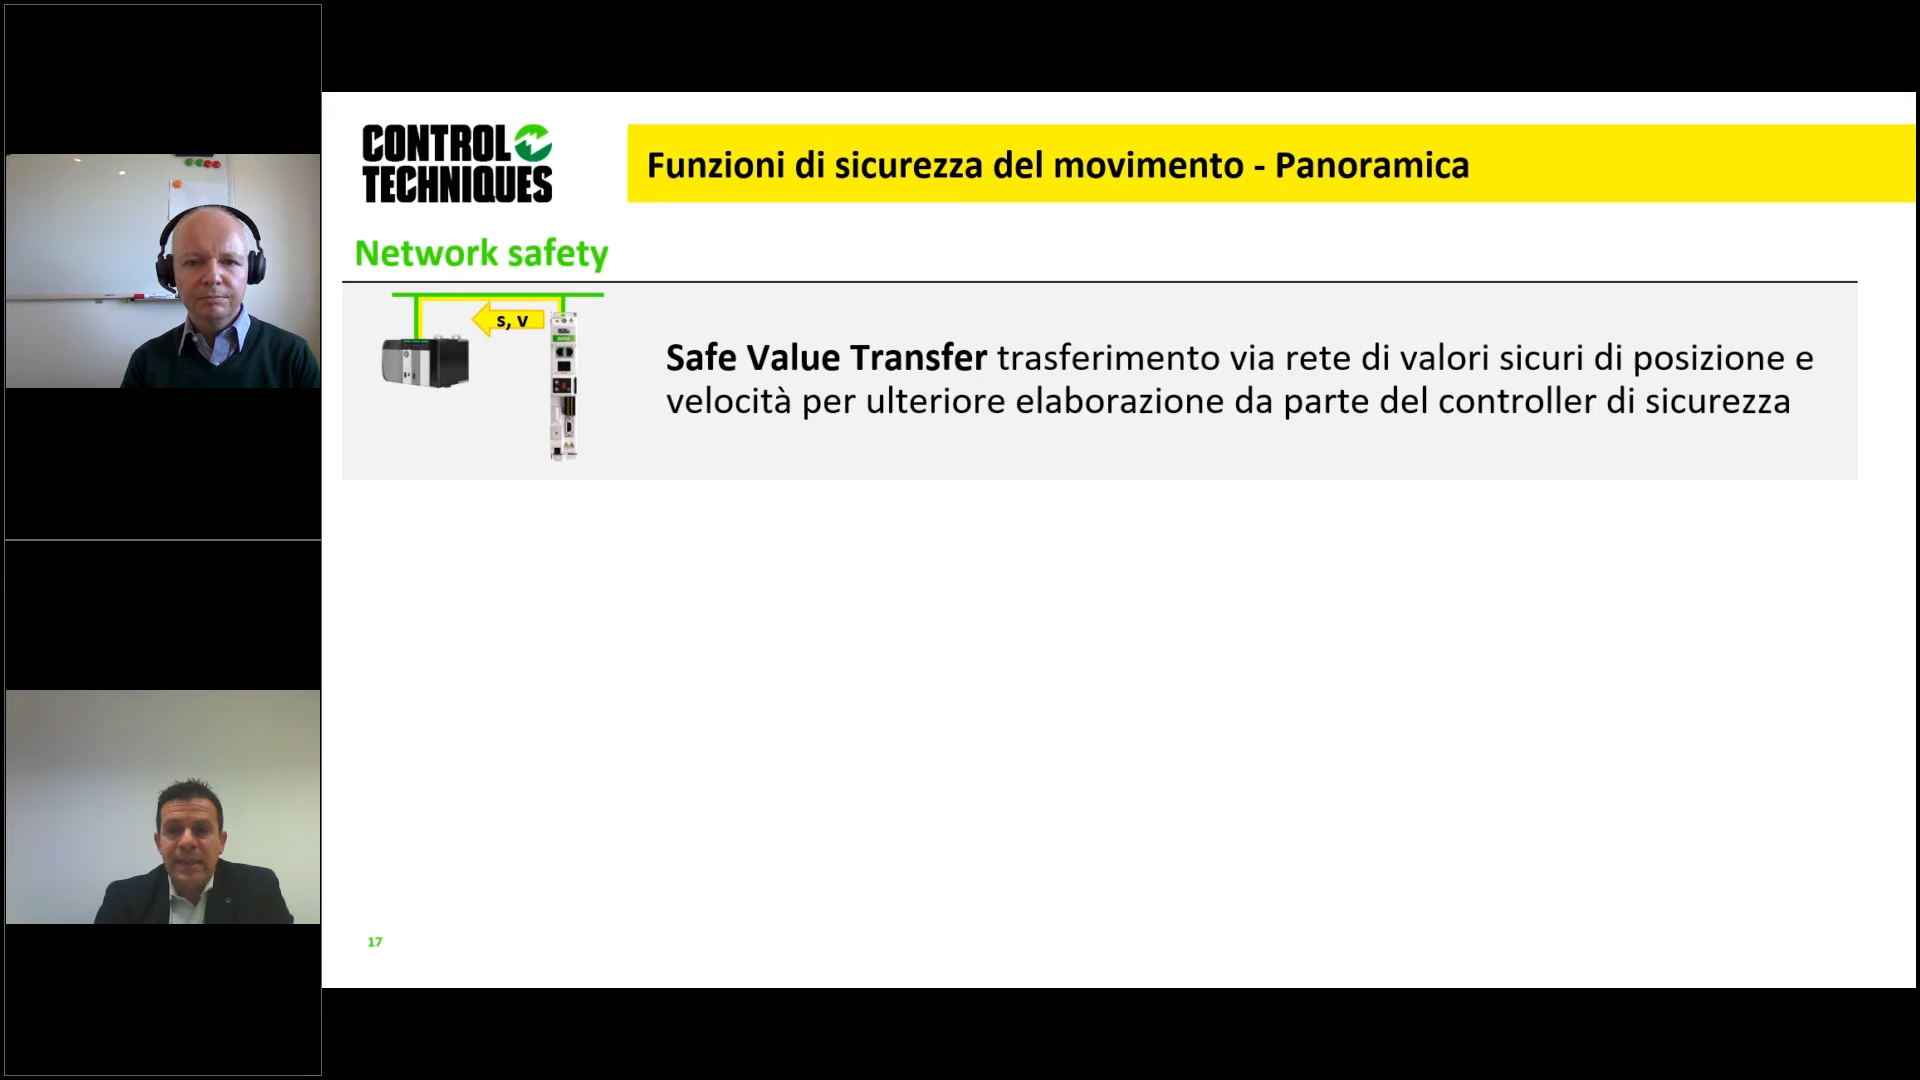 CONTROL
TECHNIQUES
Funzioni di sicurezza del movimento - Panoramica
Network safety
s, v
Safe Value Transfer trasferimento via rete di valori sicuri di posizione e
velocità per ulteriore elaborazione da parte del controller di sicurezza
17